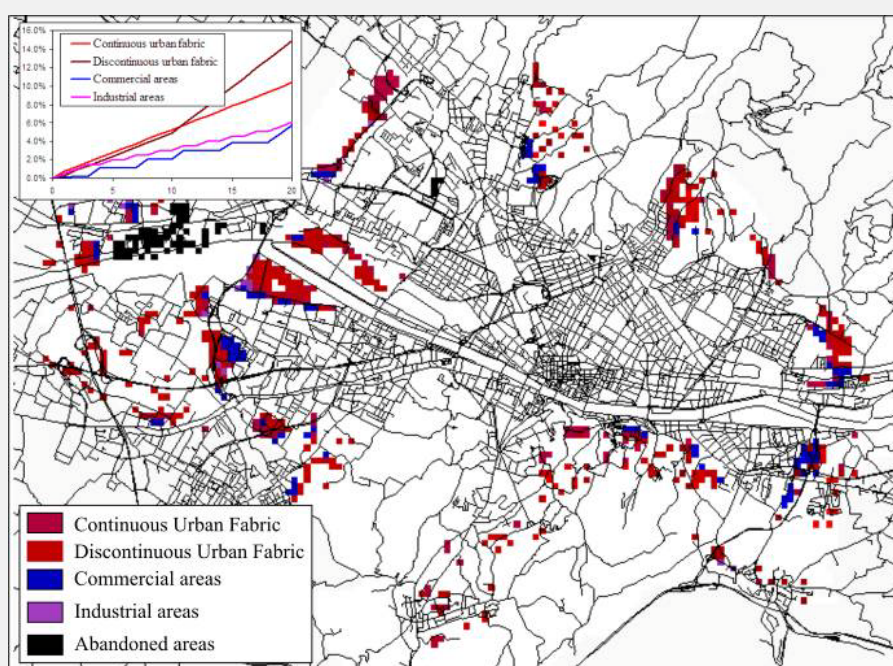 16.0%
14.0%
12.0%
10.0%
8.0%
6.0%
4.0%
2.0%
0.0%
Continuous urban fabric
Discontinuous urban fabric
Commercial areas
Industrial areas
0 5 10 15 20
Continuous Urban Fabric
Discontinuous Urban Fabric
Commercial areas
Industrial areas
Abandoned areas